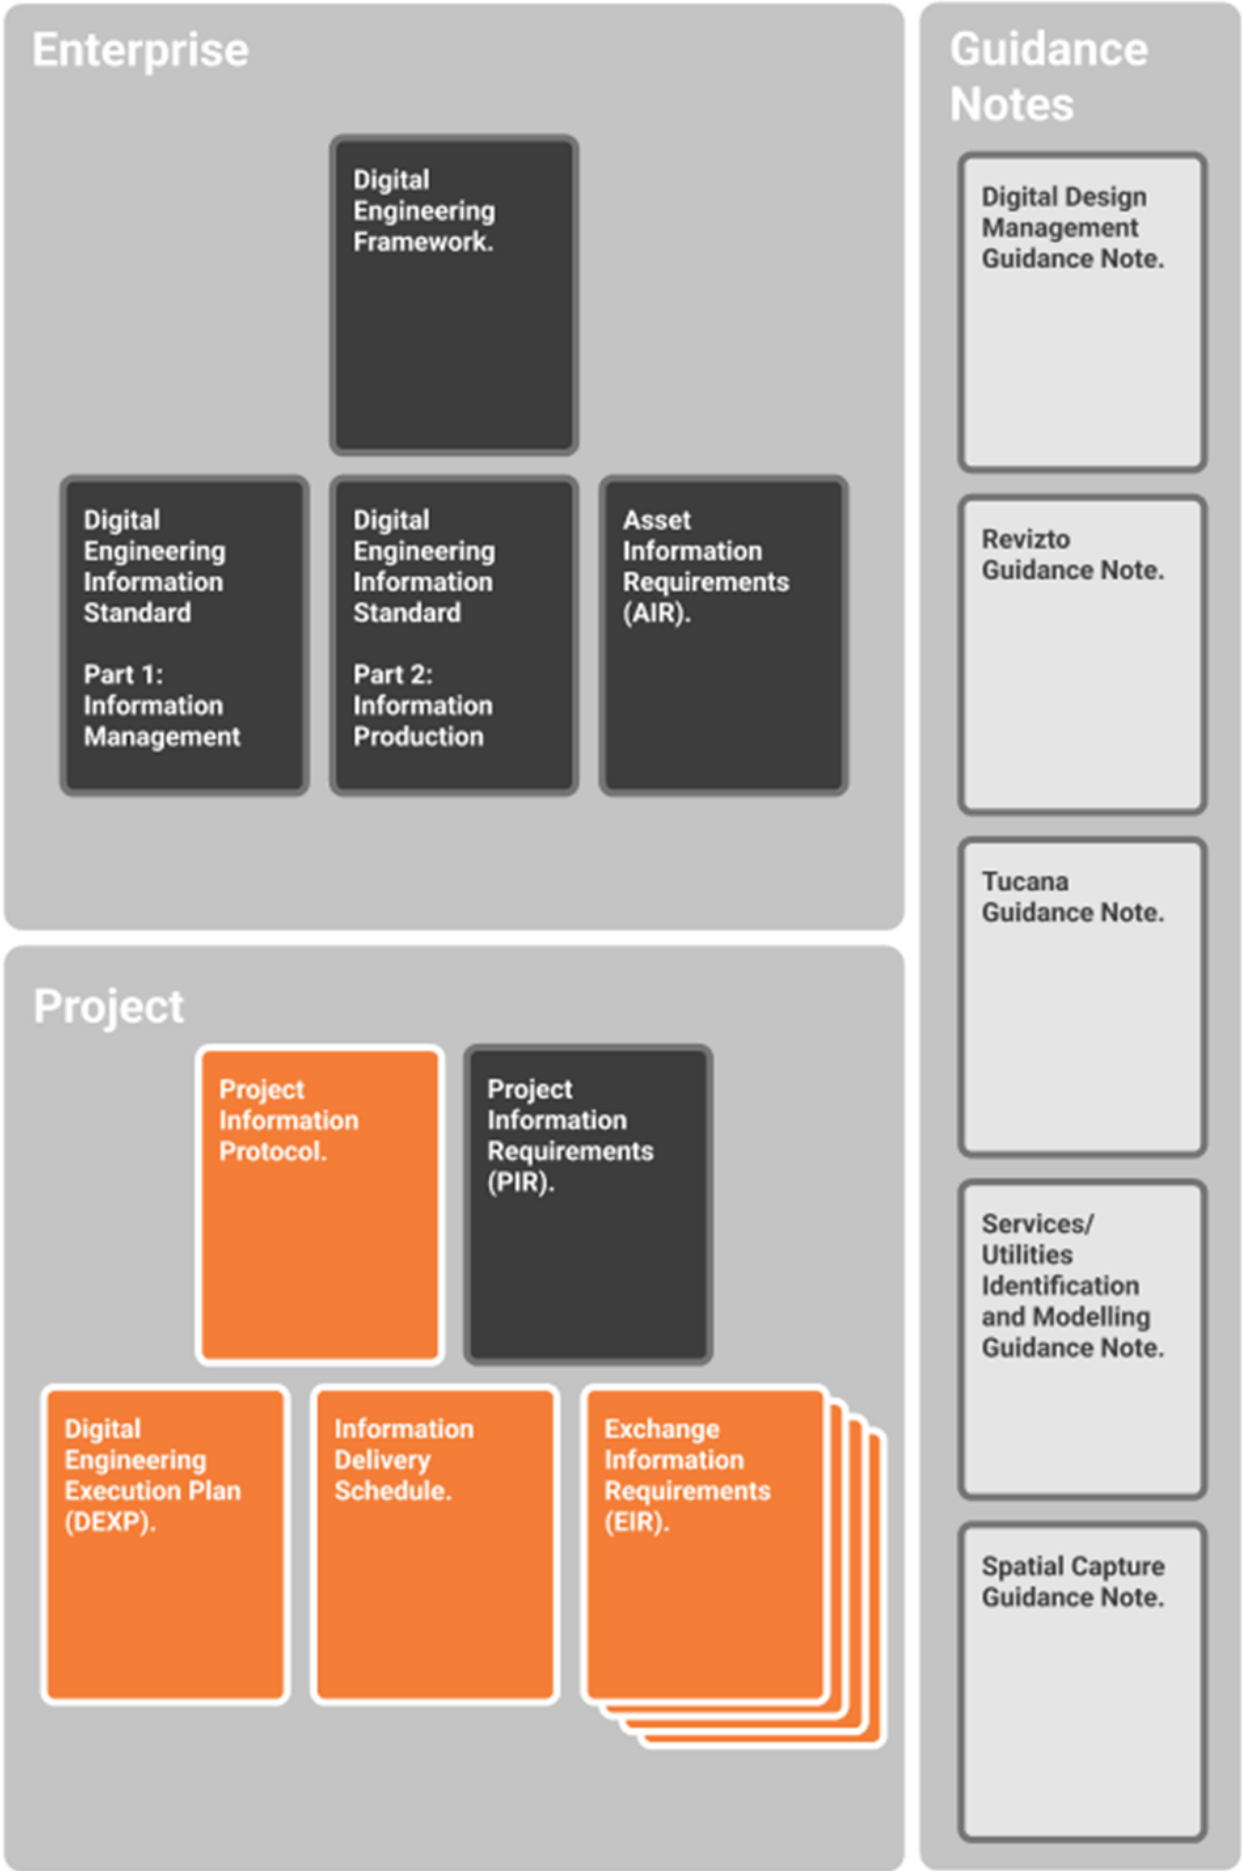 Enterprise
Digital
Engineering
Framework.
Digital
Engineering
Information
Standard
Part 1:
Information
Management
Digital
Engineering
Information
Standard
Part 2:
Information
Production
Asset
Information
Requirements
(AIR).
Project
Project
Information
Protocol.
Project
Information
Requirements
(PIR).
Digital
Engineering
Execution Plan
(DEXP).
Information
Delivery
Schedule.
Exchange
Information
Requirements
(EIR).
Guidance
Notes
Digital Design
Management
Guidance Note.
Revizto
Guidance Note.
Tucana
Guidance Note.
Services/
Utilities
Identification
and Modelling
Guidance Note.
Spatial Capture
Guidance Note.